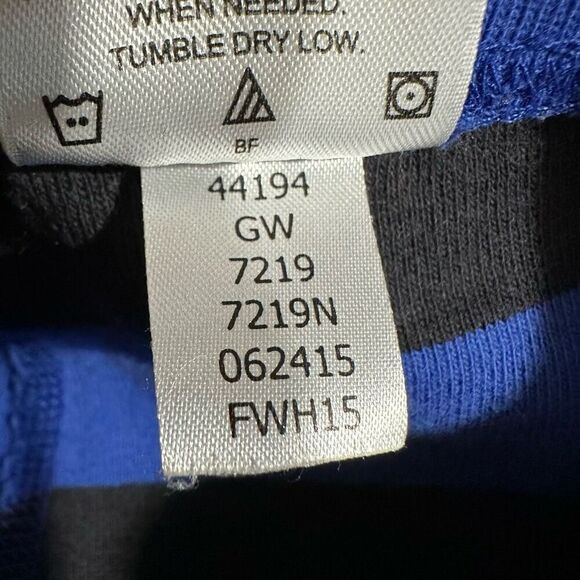 WHEN NEEDED.
TUMBLE DRY LOW.
BF
44194
GW
7219
7219N
062415
FWH15